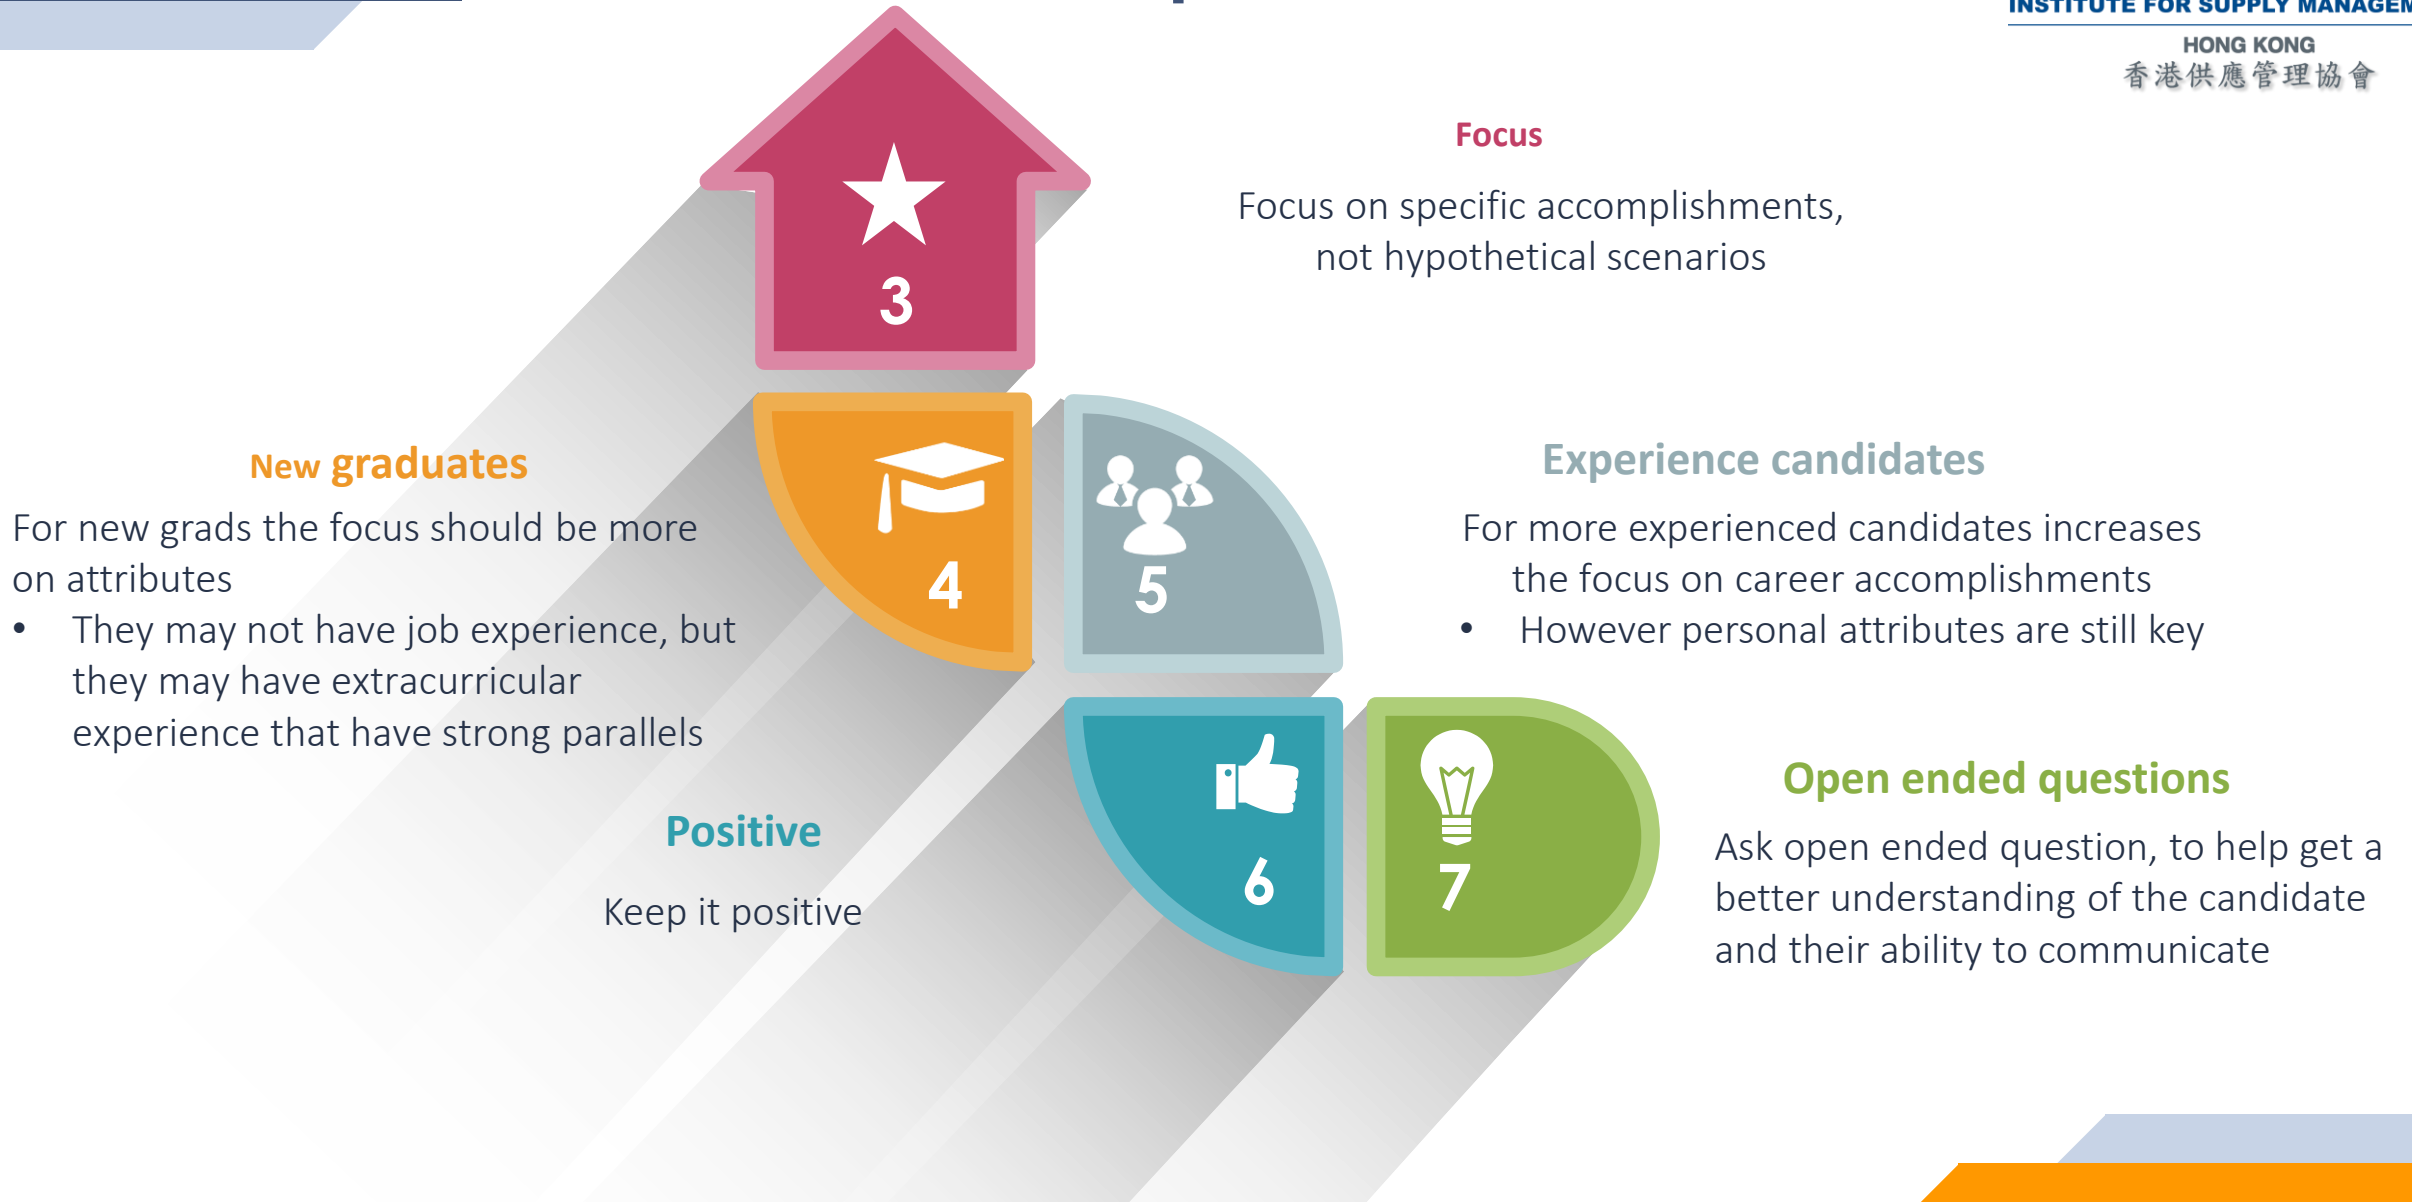 INSTITUTE FOR SUPPLY
HONG KONG
香港供應管理協會
Focus
Focus on specific accomplishments,
not hypothetical scenarios
3
New graduates
For new grads the focus should be more
on attributes
• They may not have job experience, but
they may have extracurricular
experience that have strong parallels
4
5
Experience candidates
For more experienced candidates increases
the focus on career accomplishments
• However personal attributes are still key
Positive
Keep it positive
6
7
Open ended questions
Ask open ended question, to help get a
better understanding of the candidate
and their ability to communicate